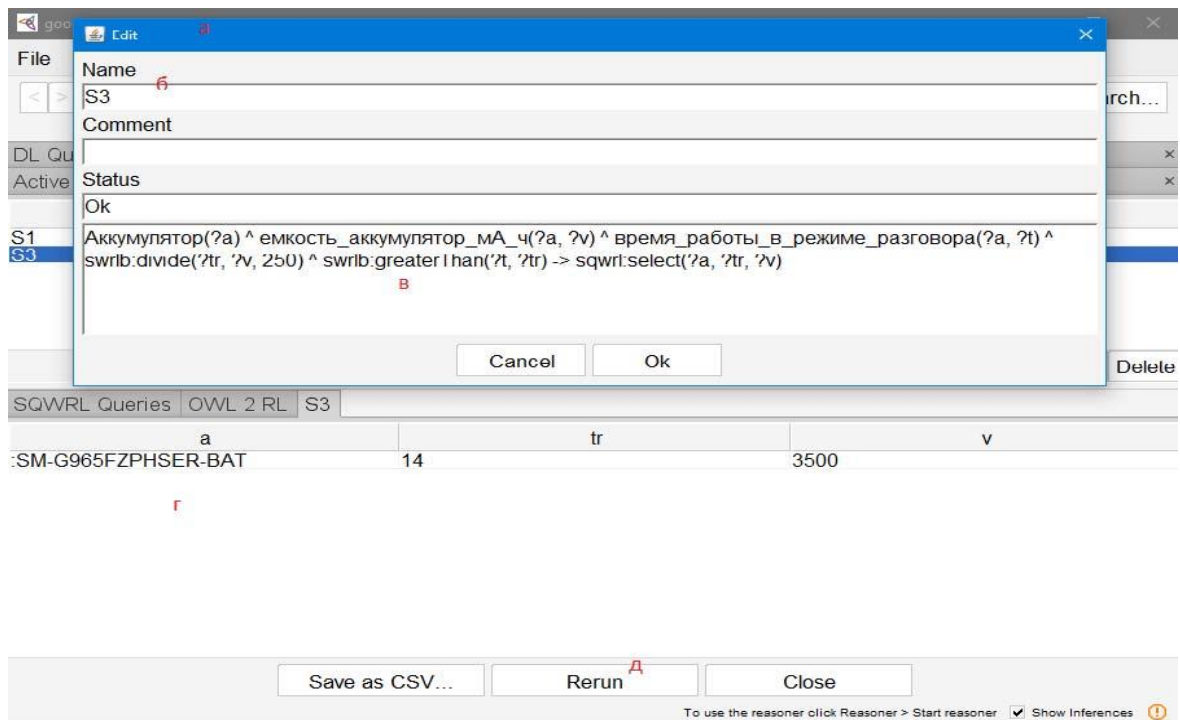 goo
Edit
а
File
Name
б
S3
< >
rch...
Comment
DL Qu
Active
Status
Ok
S1
S3
Аккумулятор(?a) ^ емкость_аккумулятор_мА_ч(?a, ?v) ^ время_работы_в_режиме_разговора(?a, ?t) ^
swrlb:divide(?tr, ?v, 250) ^ swrlb:greaterThan(?t, ?tr) -> sqwrl:select(?a, ?tr, ?v)
в
Cancel Ok
Delete
SQWRL Queries OWL 2 RL S3
a tr v
:SM-G965FZPHSER-BAT 14 3500
г
д
Save as CSV... Rerun Close
To use the reasoner click Reasoner > Start reasoner Show Inferences